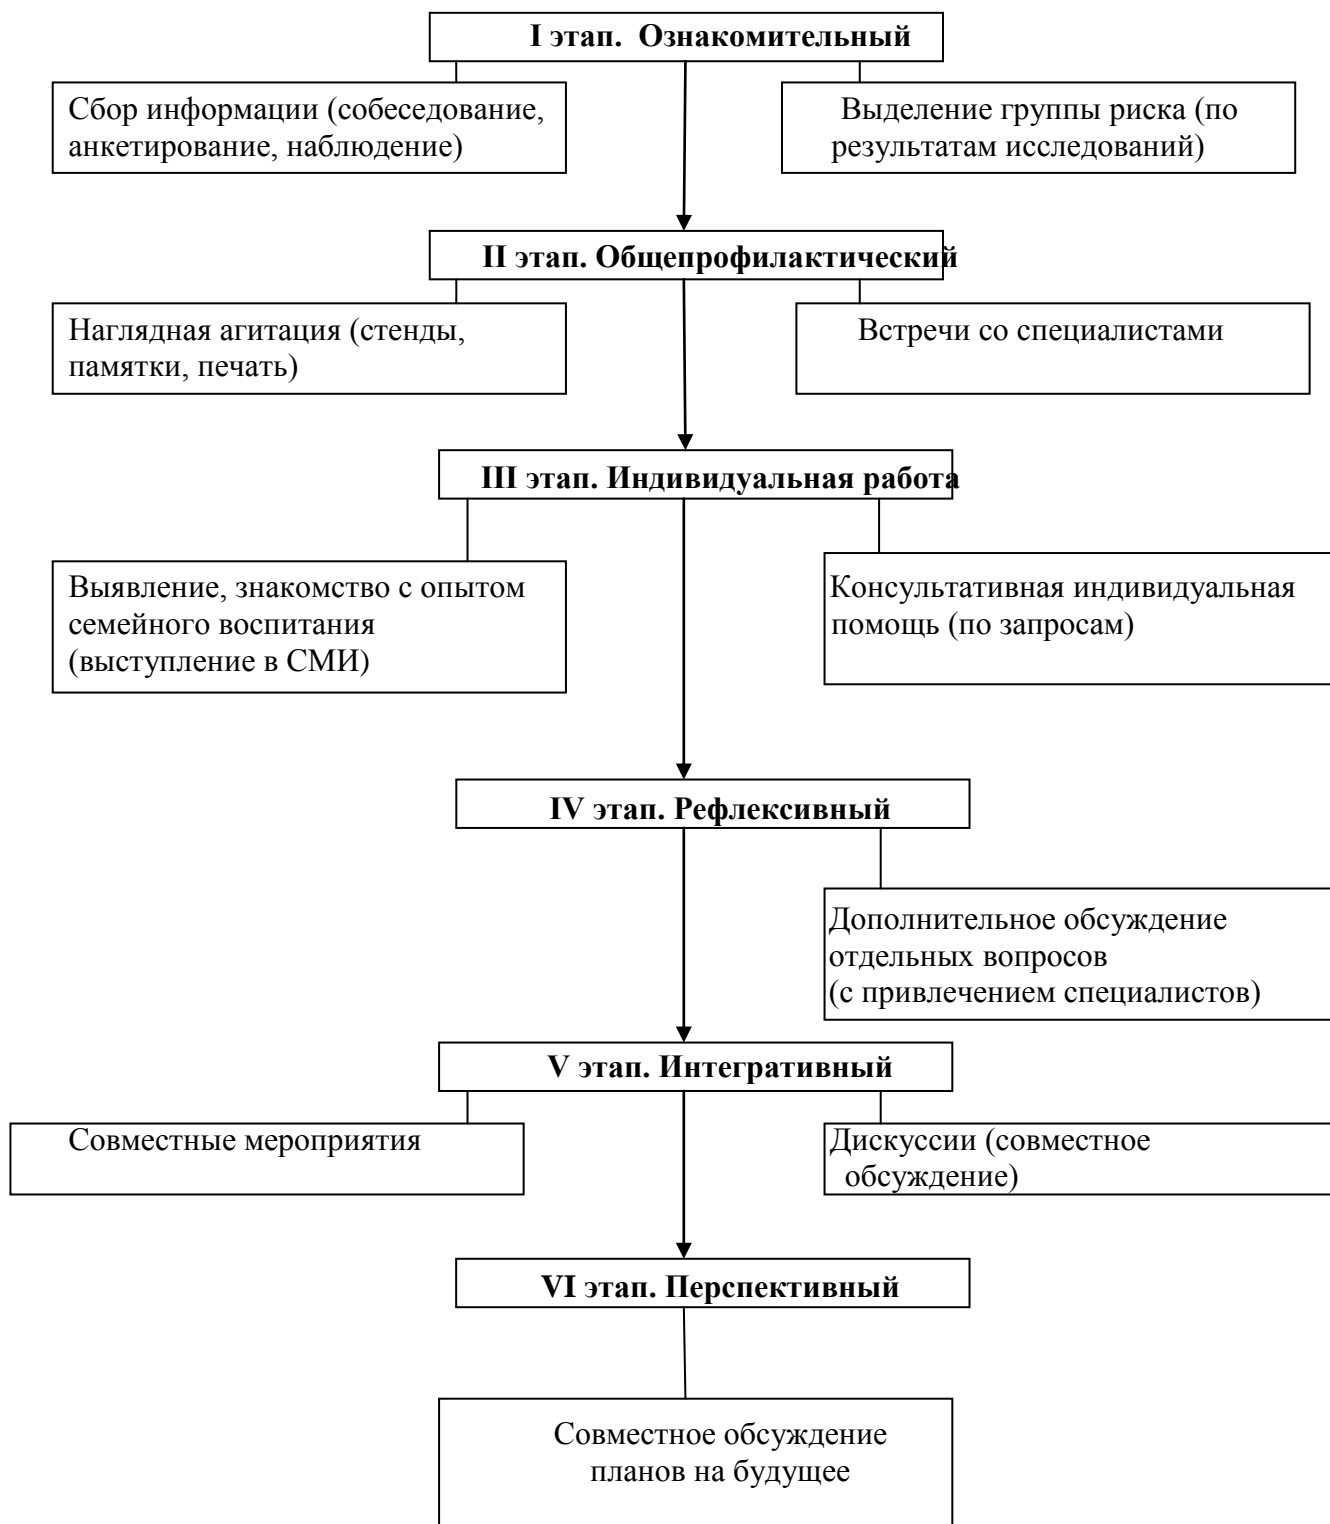 I этап. Ознакомительный
Сбор информации (собеседование,
анкетирование, наблюдение)
Выделение группы риска (по
результатам исследований)
II этап. Общепрофилактический
Наглядная агитация (стенды,
памятки, печать)
Встречи со специалистами
III этап. Индивидуальная работа
Выявление, знакомство с опытом
семейного воспитания
(выступление в СМИ)
Консультативная индивидуальная
помощь (по запросам)
IV этап. Рефлексивный
Дополнительное обсуждение
отдельных вопросов
(с привлечением специалистов)
V этап. Интегративный
Совместные мероприятия
Дискуссии (совместное
обсуждение)
VI этап. Перспективный
Совместное обсуждение
планов на будущее